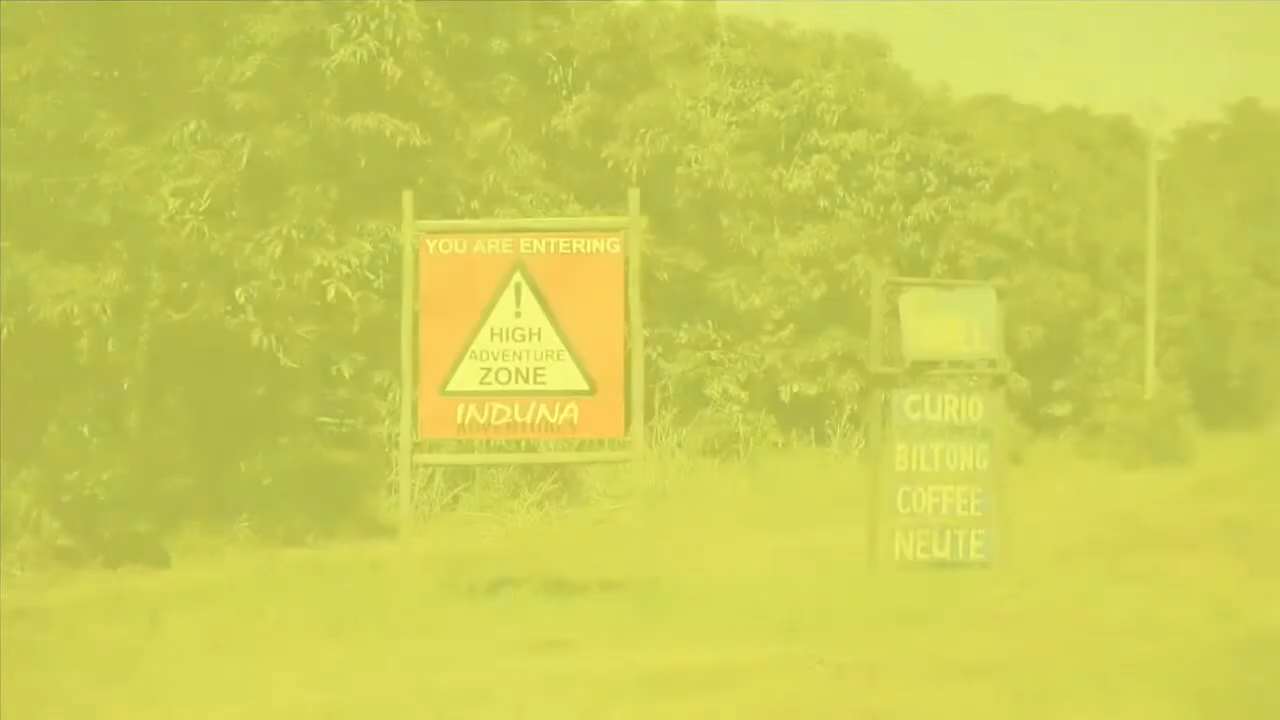 YOU ARE ENTERING
!
HIGH
ADVENTURE
ZONE
INDUNA
CURIO
BILTONG
COFFEE
NEUTE